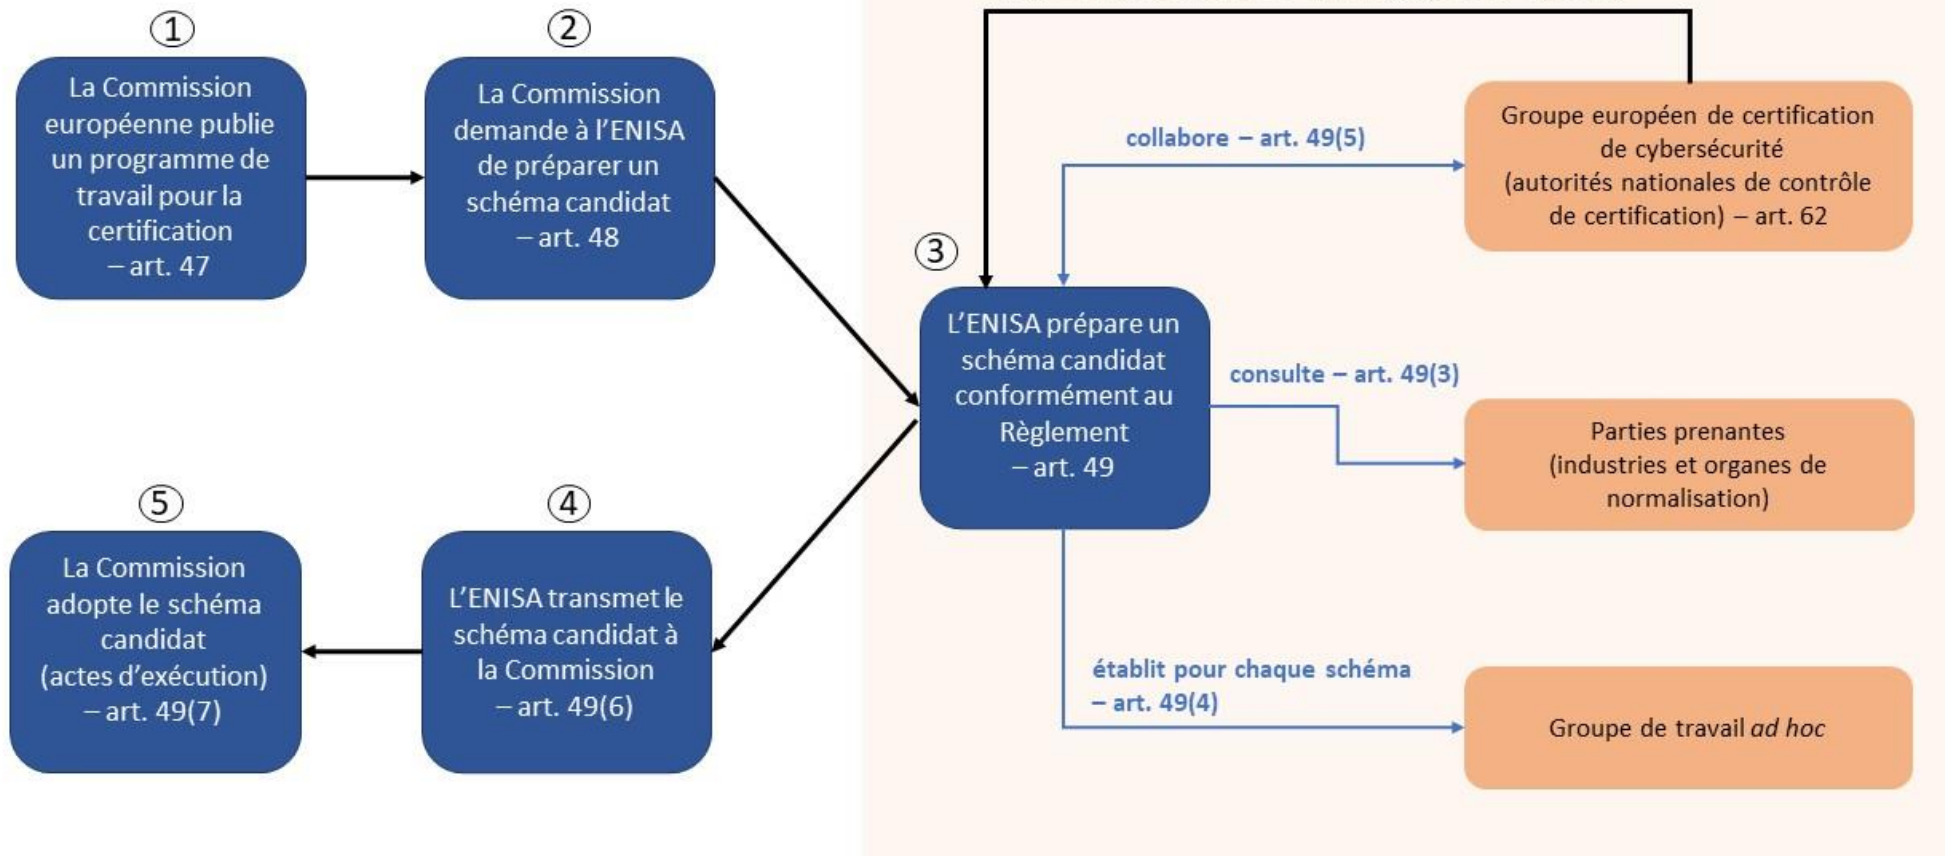 ①
La Commission
européenne publie
un programme de
travail pour la
certification
– art. 47
②
La Commission
demande à l’ENISA
de préparer un
schéma candidat
– art. 48
③
L’ENISA prépare un
schéma candidat
conformément au
Règlement
– art. 49
collabore – art. 49(5)
Groupe européen de certification
de cybersécurité
(autorités nationales de contrôle
de certification) – art. 62
consulte – art. 49(3)
Parties prenantes
(industries et organes de
normalisation)
établit pour chaque schéma
– art. 49(4)
Groupe de travail ad hoc
④
L’ENISA transmet le
schéma candidat à
la Commission
– art. 49(6)
⑤
La Commission
adopte le schéma
candidat
(actes d’exécution)
– art. 49(7)